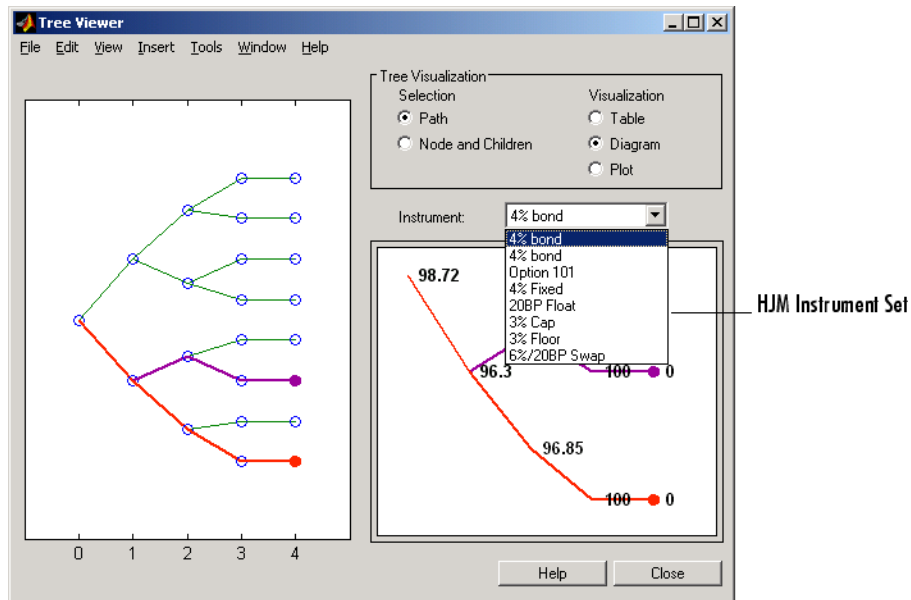 Tree Viewer
File Edit View Insert Tools Window Help
Tree Visualization
Selection
Visualization
Path
Table
Node and Children
Diagram
Plot
Instrument:
4% bond
4% bond
4% bond
Option 101
4% Fixed
20BP Float
3% Cap
3% Floor
6%/20BP Swap
HJM Instrument Set
98.72
96.3
100
0
96.85
100
0
0 1 2 3 4
Help
Close